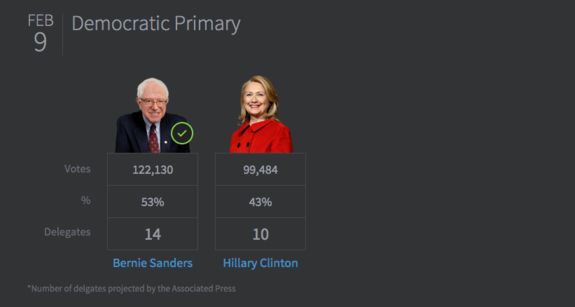 FEB
9
Democratic Primary
Votes 122,130 99,484
% 53% 43%
Delegates 14 10
Bernie Sanders Hillary Clinton
*Number of delgates projected by the Associated Press